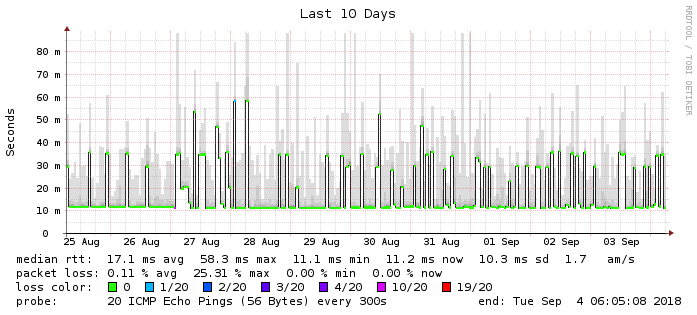 Last 10 Days
RRDTOOL / TOBI OETIKER
Seconds
80 m
70 m
60 m
50 m
40 m
30 m
20 m
10 m
0
25 Aug 26 Aug 27 Aug 28 Aug 29 Aug 30 Aug 31 Aug 01 Sep 02 Sep 03 Sep
median rtt: 17.1 ms avg 58.3 ms max 11.1 ms min 11.2 ms now 10.3 ms sd 1.7 am/s
packet loss: 0.11 % avg 25.31 % max 0.00 % min 0.00 % now
loss color: 0 1/20 2/20 3/20 4/20 10/20 19/20
probe: 20 ICMP Echo Pings (56 Bytes) every 300s end: Tue Sep 4 06:05:08 2018